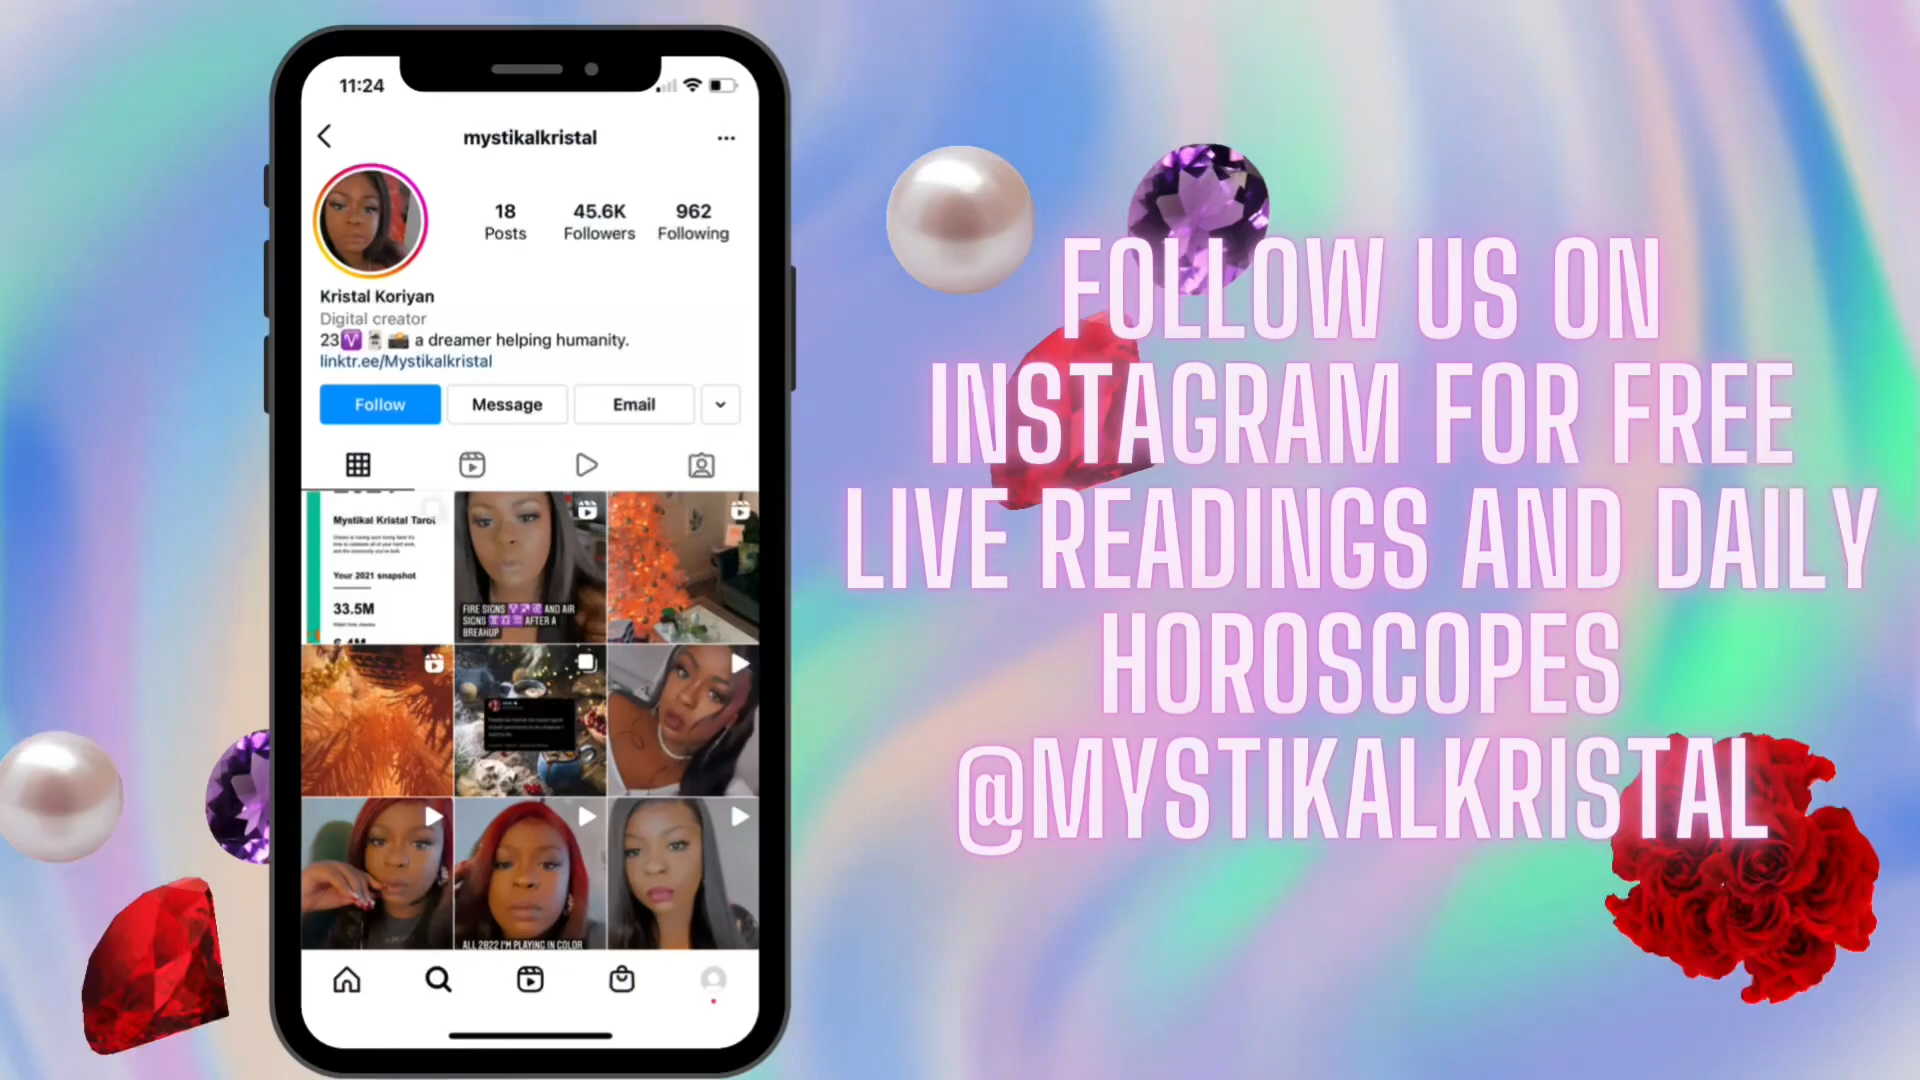 11:24
mystikalkristal
18
45.6K
962
Posts
Followers
Following
Kristal Koriyan
Digital creator
23♈🃏📸 a dreamer helping humanity.
linktr.ee/Mystikalkristal
Follow
Message
Email
Mystikal Kristal Tarot
Your 2021 snapshot
33.5M
FIRE SIGNS ♈♐♌ AND AIR
SIGNS ♊♎♒ AFTER A
BREAKUP
ALL 2022 I'M PLAYING IN COLOR
FOLLOW US ON
INSTAGRAM FOR FREE
LIVE READINGS AND DAILY
HOROSCOPES
@MYSTIKALKRISTAL